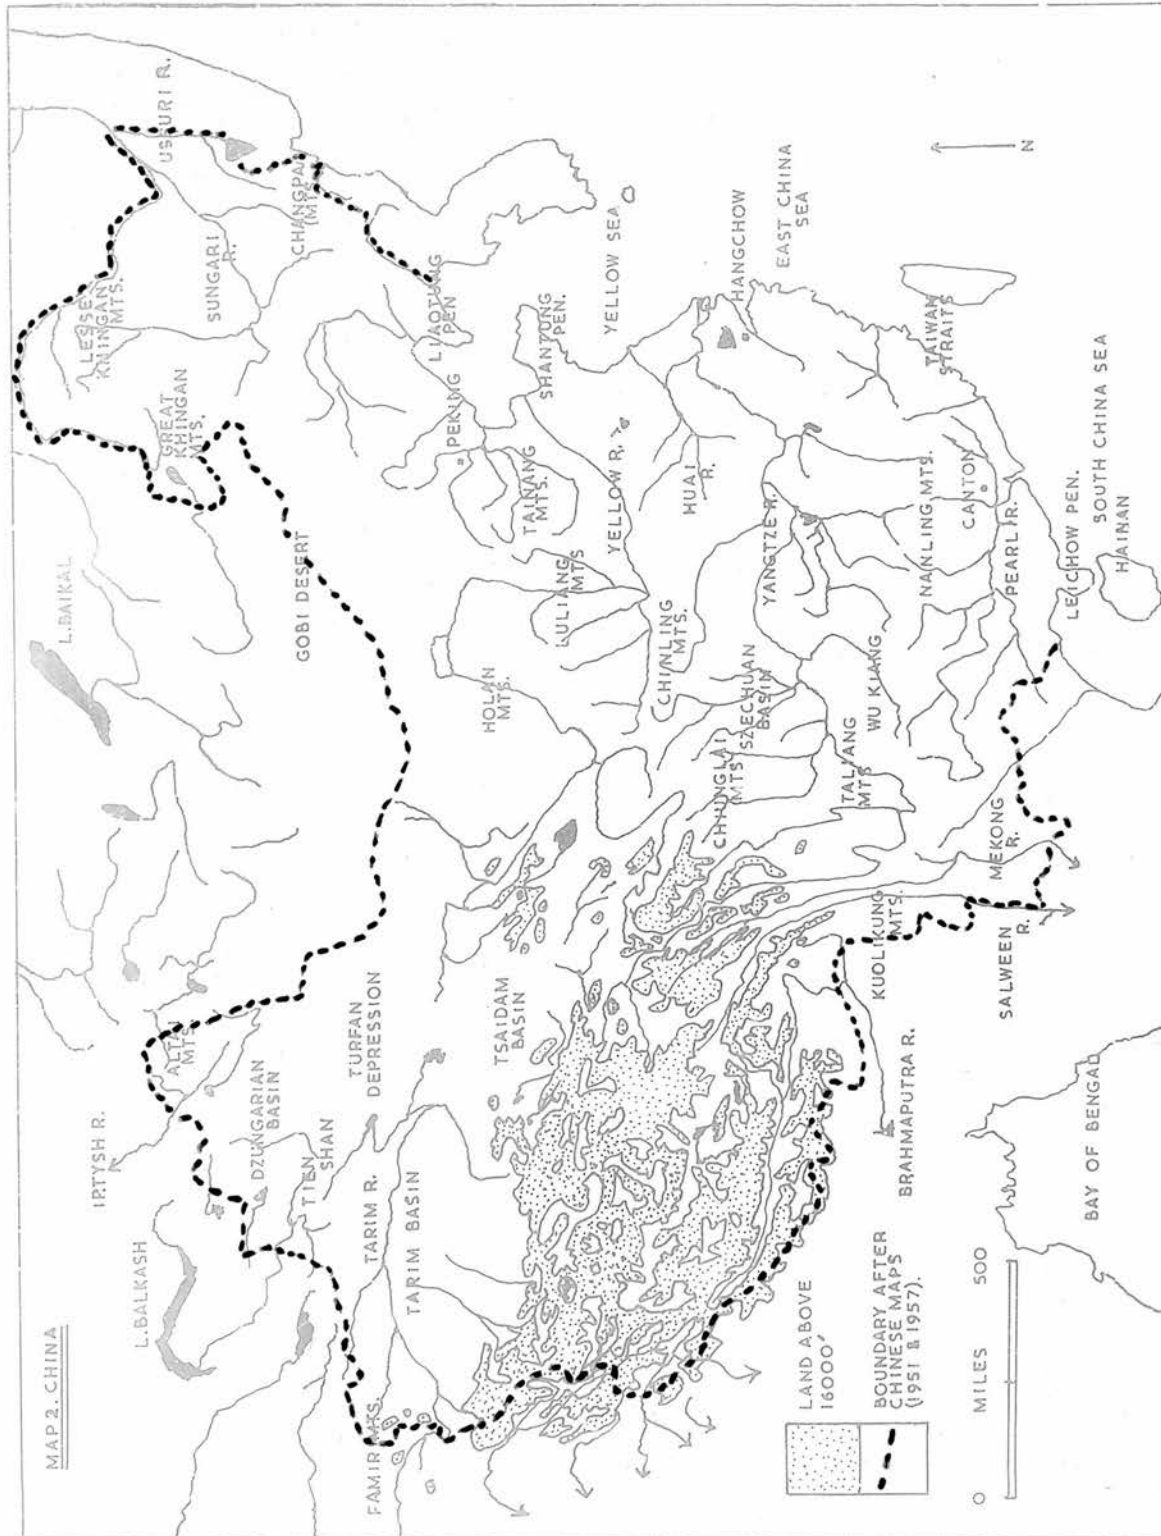 MAP 2. CHINA
IRTYSH R.
L. BALKASH
ALTAI
MTS.
L. BAIKAL
GREAT
KHINGAN
MTS.
LESSE
KHINGAN
MTS.
USSURI R.
SUNGARI
R.
CHANGPAI
MTS
DZUNGARIAN
BASIN
TIEN
SHAN
GOBI DESERT
TURFAN
DEPRESSION
TARIM R.
TARIM BASIN
FAMIR MTS.
TSAIDAM
BASIN
HOLAN
MTS.
PEKING
LIAOTUNG
PEN
TAINANG
MTS.
SHANTUNG
PEN.
LULIANG
MTS
YELLOW R.
YELLOW SEA
CHINLING
MTS.
HUAI
R.
HANGCHOW
EAST CHINA
SEA
CHIUNGLAI
MTS
SZECHUAN
BASIN
YANGTZE R.
TALIANG
MTS
WU KIANG
NANLING MTS.
TAIWAN
STRAITS
KUOLIKUNG
MTS.
CANTON
PEARL R.
BRAHMAPUTRA R.
SALWEEN
R.
MEKONG
R.
LEICHOW PEN.
SOUTH CHINA SEA
HAINAN
BAY OF BENGAL
N
LAND ABOVE
16000'
BOUNDARY AFTER
CHINESE MAPS
(1951 & 1957).
0 MILES 500